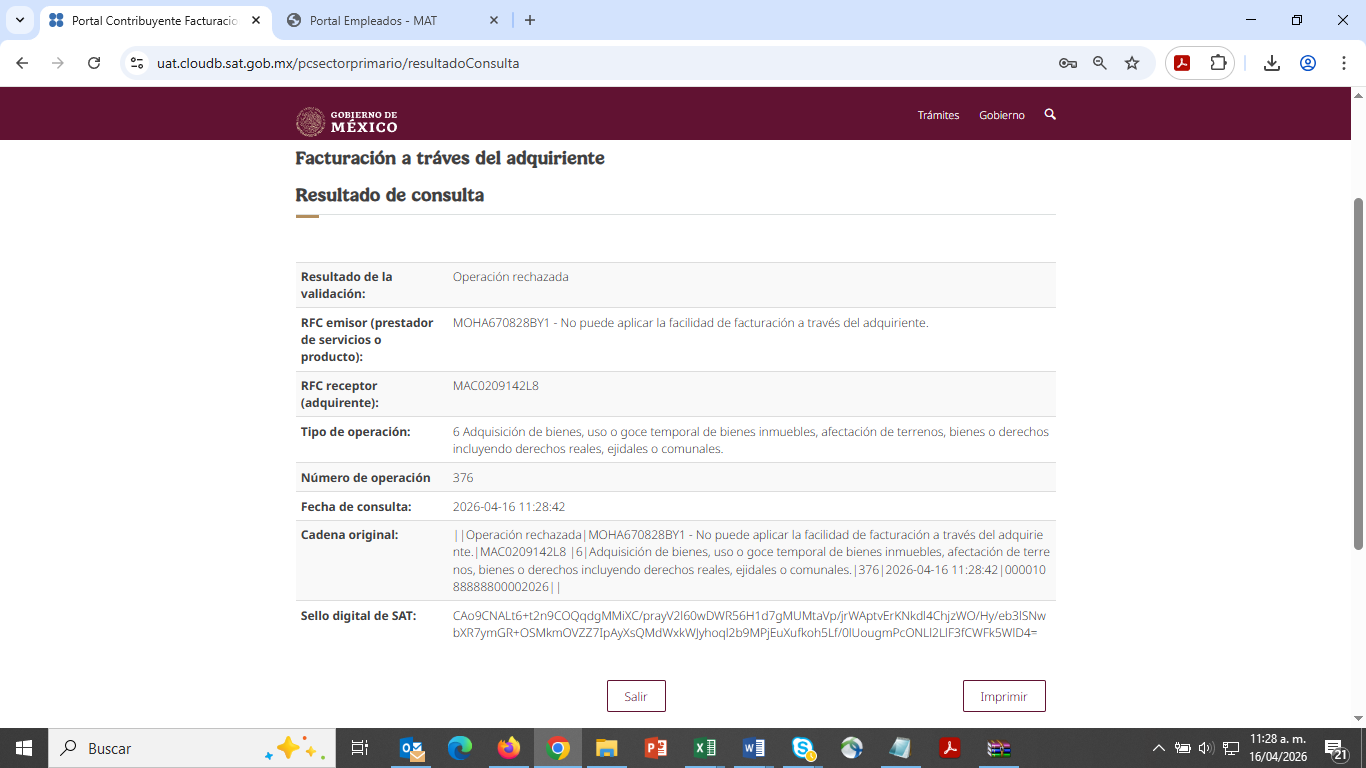 Portal Contribuyente Facturacio
Portal Empleados - MAT
uat.cloudb.sat.gob.mx/pcsectorprimario/resultadoConsulta
GOBIERNO DE
MÉXICO
Trámites
Gobierno
Facturación a tráves del adquiriente
Resultado de consulta
Resultado de la
validación:
Operación rechazada
RFC emisor (prestador
de servicios o
producto):
MOHA670828BY1 - No puede aplicar la facilidad de facturación a través del adquiriente.
RFC receptor
(adquirente):
MAC0209142L8
Tipo de operación:
6 Adquisición de bienes, uso o goce temporal de bienes inmuebles, afectación de terrenos, bienes o derechos
incluyendo derechos reales, ejidales o comunales.
Número de operación
376
Fecha de consulta:
2026-04-16 11:28:42
Cadena original:
||Operación rechazada|MOHA670828BY1 - No puede aplicar la facilidad de facturación a través del adquirie
nte.|MAC0209142L8 |6|Adquisición de bienes, uso o goce temporal de bienes inmuebles, afectación de terre
nos, bienes o derechos incluyendo derechos reales, ejidales o comunales.|376|2026-04-16 11:28:42|000010
88888800002026||
Sello digital de SAT:
CAo9CNALt6+t2n9COQqdgMMiXC/prayV2l60wDWR56H1d7gMUMtaVp/jrWAptvErKNkdl4ChjzWO/Hy/eb3lSNw
bXR7ymGR+OSMkmOVZZ7IpAyXsQMdWxkWJyhoql2b9MPjEuXufkoh5Lf/0lUougmPcONLl2LlF3fCWFk5WlD4=
Salir
Imprimir
Buscar
11:28 a. m.
16/04/2026
21